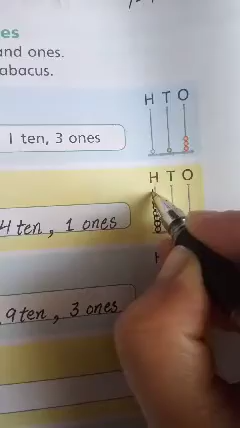 es
and ones.
abacus.
H T O
1 ten, 3 ones
H T O
4 ten, 1 ones
H
9 ten, 3 ones